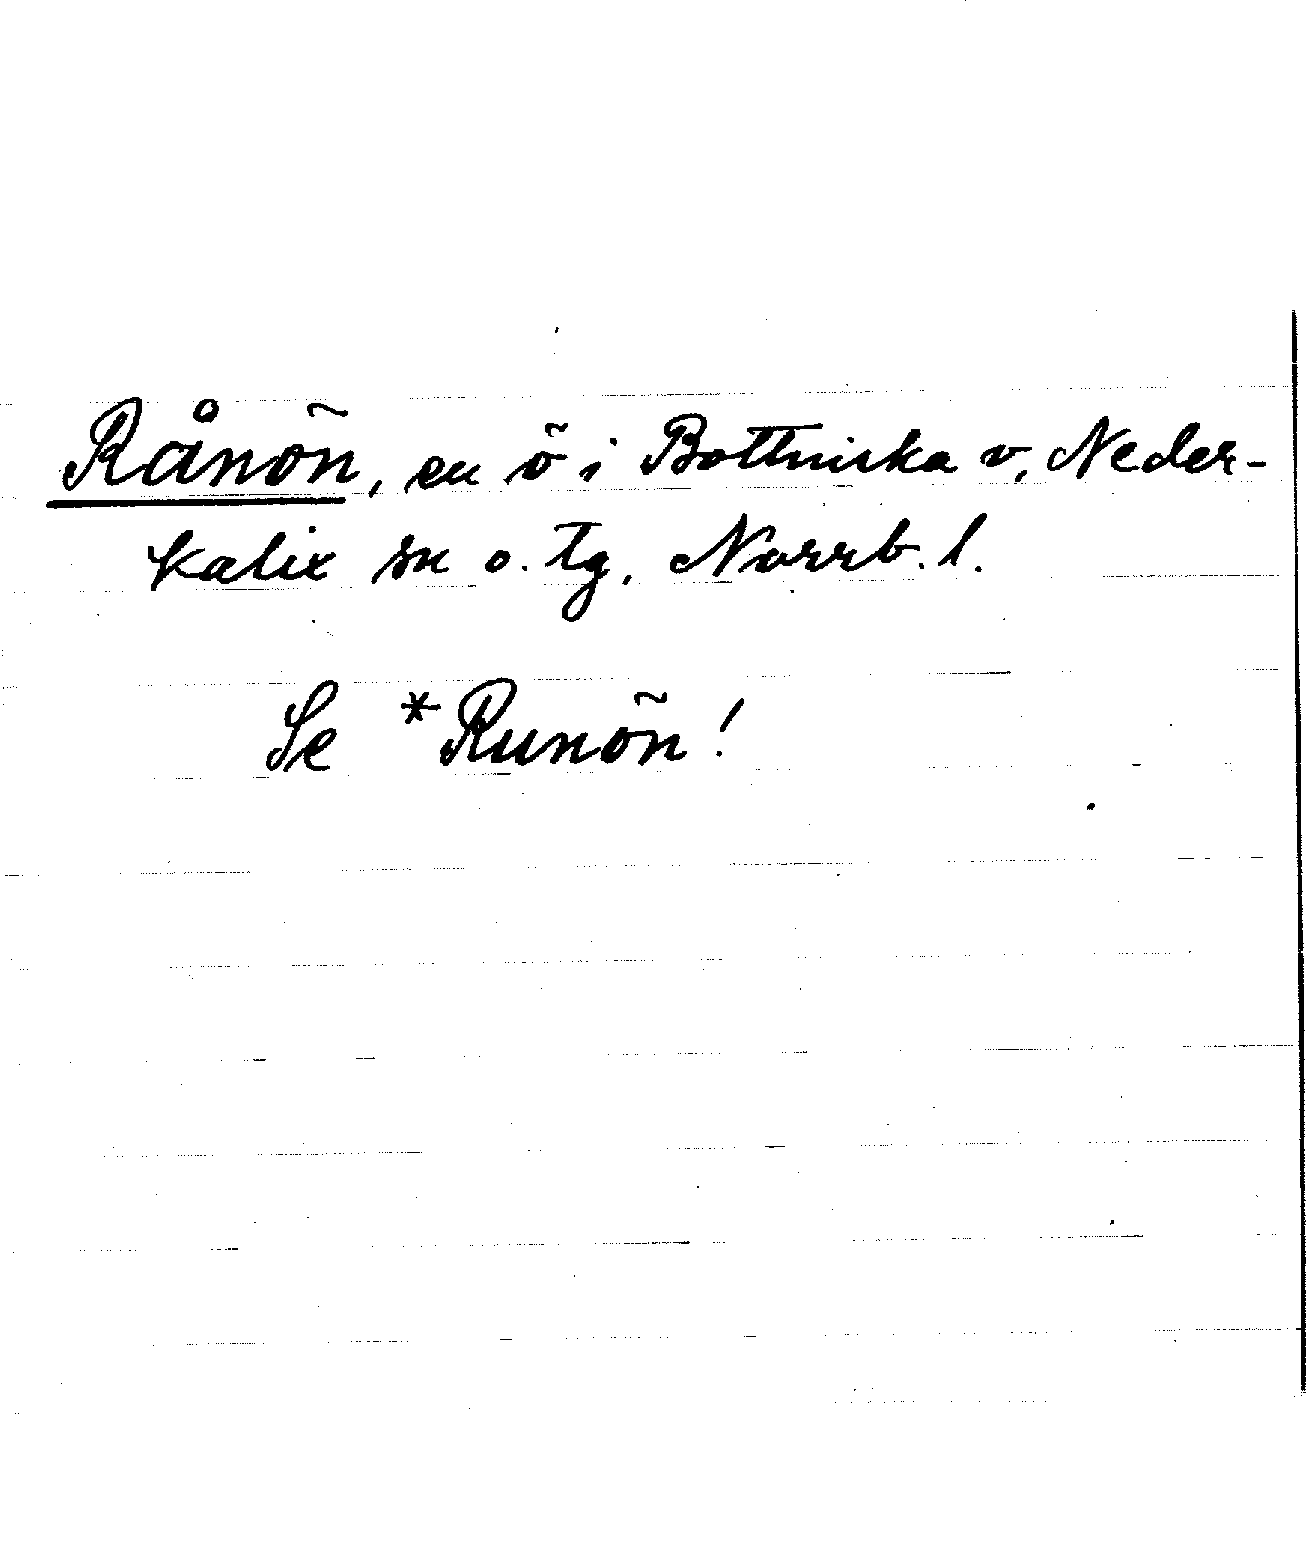 Rånön, en ö i Bottniska v, Neder-
kalix sn o. tg, Norrb. l.
Se *Runön!